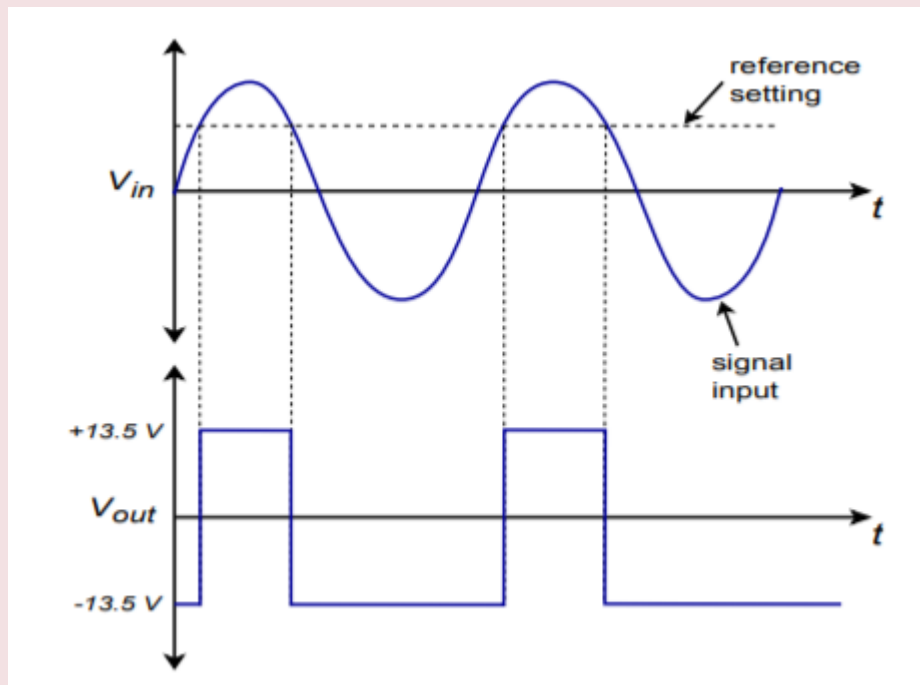 reference
setting
Vin
t
signal
input
+13.5 V
Vout
t
-13.5 V